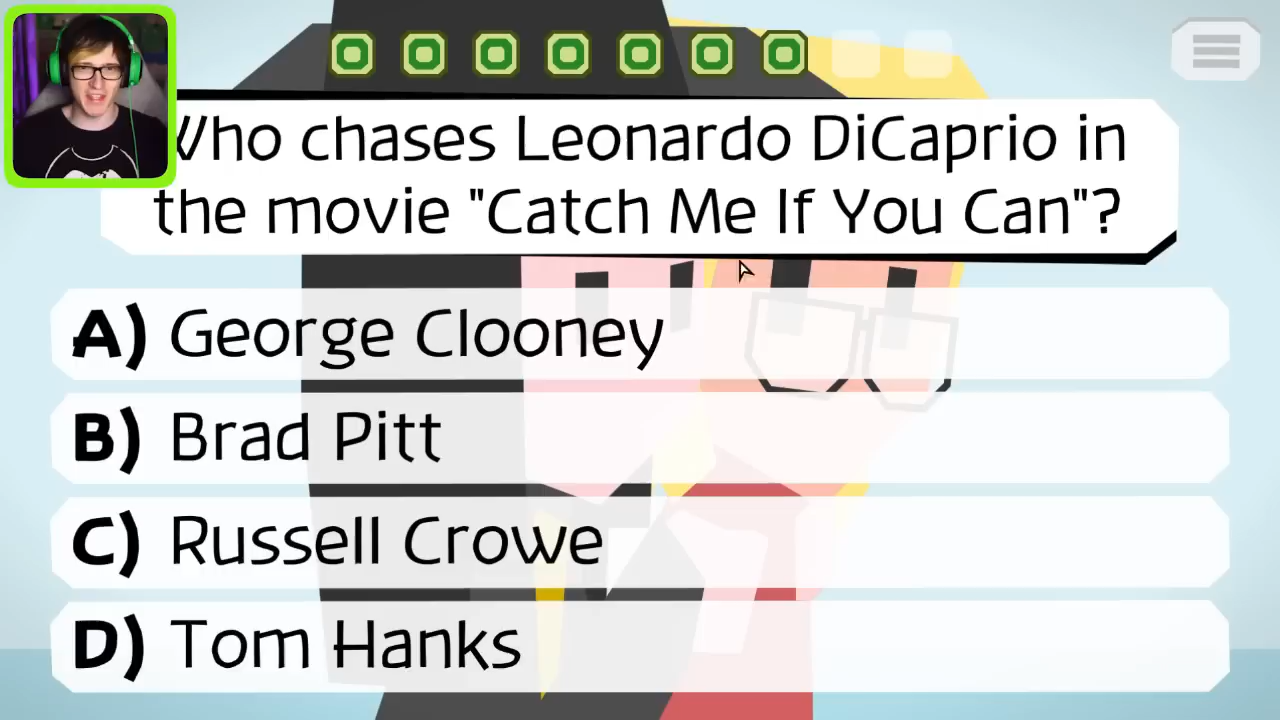 Who chases Leonardo DiCaprio in
the movie "Catch Me If You Can"?
A) George Clooney
B) Brad Pitt
C) Russell Crowe
D) Tom Hanks